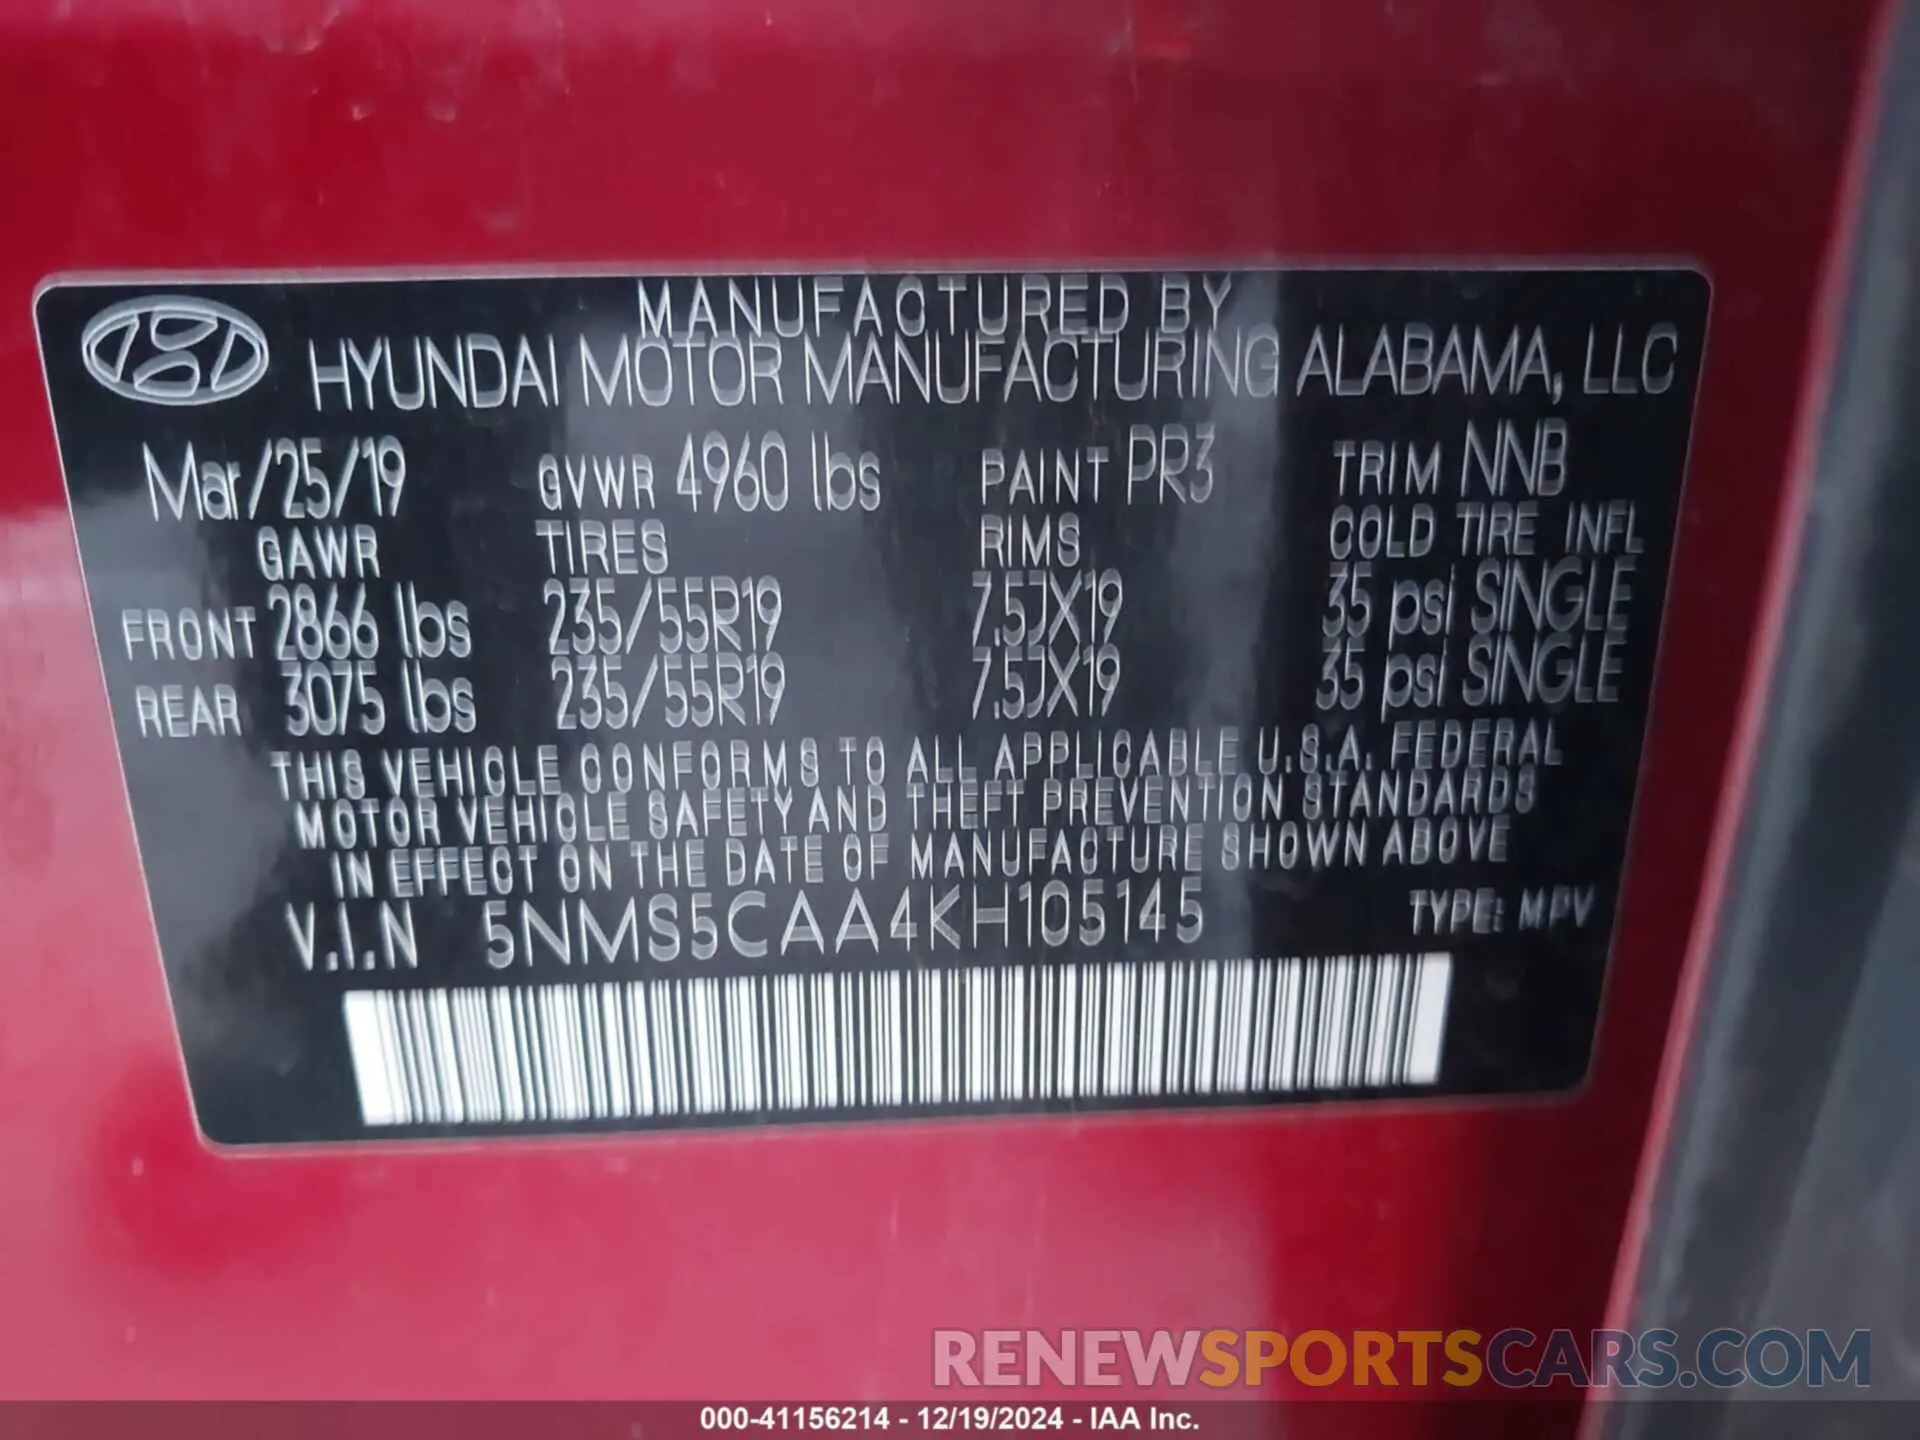 MANUFACTURED BY
HYUNDAI MOTOR MANUFACTURING ALABAMA, LLC
Mar/25/19 GVWR 4960 lbs PAINT PR3 TRIM NNB
GAWR TIRES RIMS COLD TIRE INFL
FRONT 2866 lbs 235/55R19 7.5JX19 35 psi SINGLE
REAR 3075 lbs 235/55R19 7.5JX19 35 psi SINGLE
THIS VEHICLE CONFORMS TO ALL APPLICABLE U.S.A. FEDERAL
MOTOR VEHICLE SAFETY AND THEFT PREVENTION STANDARDS
IN EFFECT ON THE DATE OF MANUFACTURE SHOWN ABOVE
V.I.N 5NMS5CAA4KH105145 TYPE: MPV
RENEWSPORTSCARS.COM
000-41156214 - 12/19/2024 - IAA Inc.